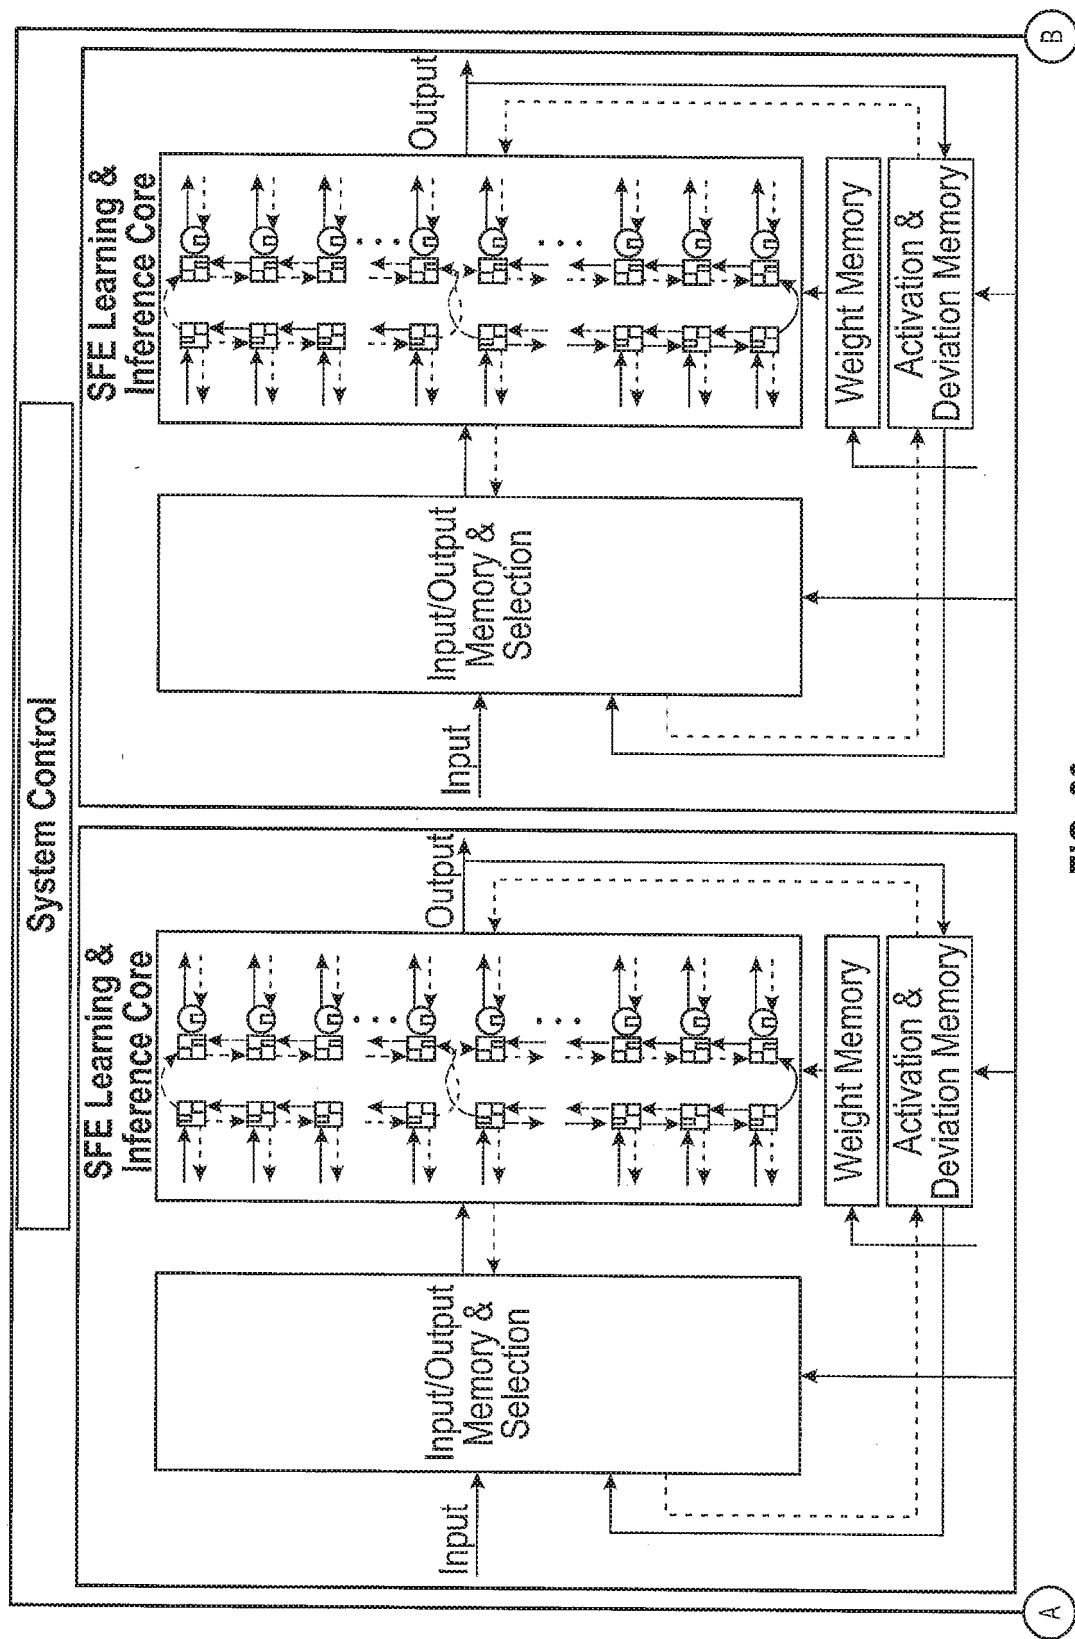 System Control
SFE Learning &
Inference Core
Input
Input/Output
Memory &
Selection
Output
Weight Memory
Activation &
Deviation Memory
SFE Learning &
Inference Core
Input
Input/Output
Memory &
Selection
Output
Weight Memory
Activation &
Deviation Memory
A
B